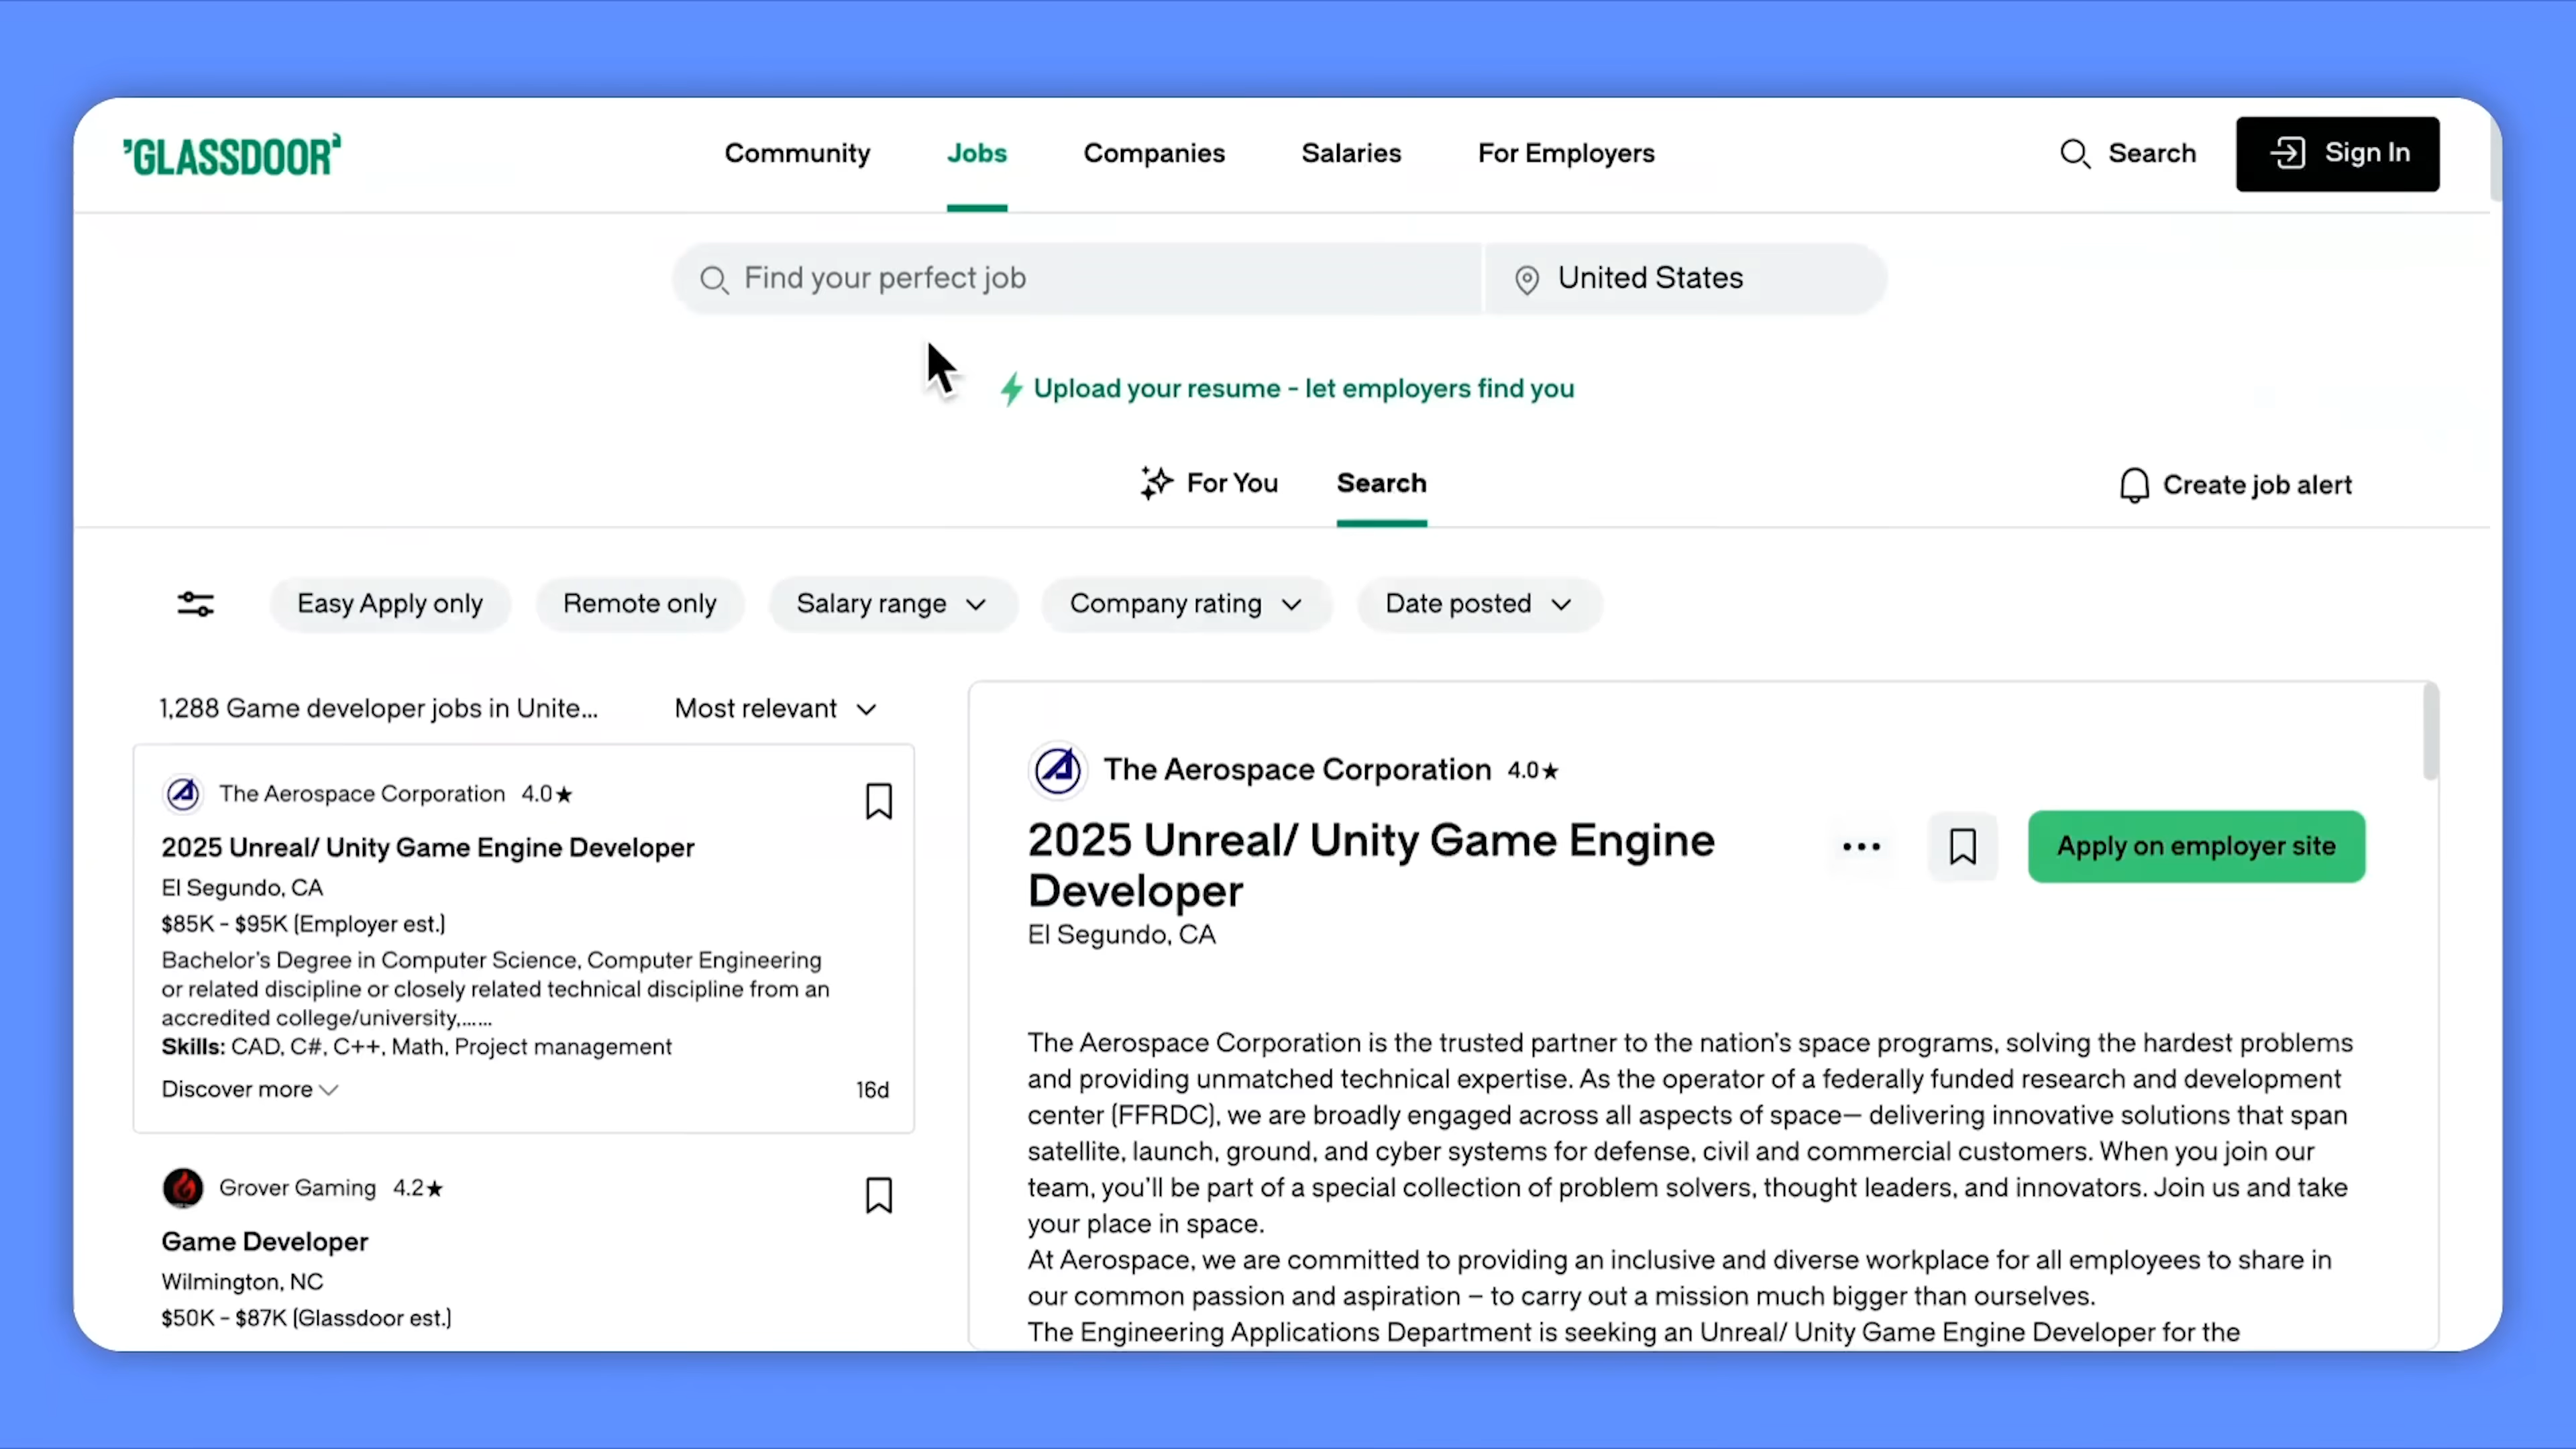 GLASSDOOR
Community
Jobs
Companies
Salaries
For Employers
Search
Sign In
Find your perfect job
United States
Upload your resume - let employers find you
For You
Search
Create job alert
Easy Apply only
Remote only
Salary range
Company rating
Date posted
1,288 Game developer jobs in Unite...
Most relevant
The Aerospace Corporation 4.0★
2025 Unreal/ Unity Game Engine Developer
El Segundo, CA
$85K - $95K (Employer est.)
Bachelor's Degree in Computer Science, Computer Engineering
or related discipline or closely related technical discipline from an
accredited college/university,......
Skills: CAD, C#, C++, Math, Project management
Discover more
16d
Grover Gaming 4.2★
Game Developer
Wilmington, NC
$50K - $87K (Glassdoor est.)
The Aerospace Corporation 4.0★
2025 Unreal/ Unity Game Engine
Developer
El Segundo, CA
Apply on employer site
The Aerospace Corporation is the trusted partner to the nation's space programs, solving the hardest problems
and providing unmatched technical expertise. As the operator of a federally funded research and development
center (FFRDC), we are broadly engaged across all aspects of space— delivering innovative solutions that span
satellite, launch, ground, and cyber systems for defense, civil and commercial customers. When you join our
team, you'll be part of a special collection of problem solvers, thought leaders, and innovators. Join us and take
your place in space.
At Aerospace, we are committed to providing an inclusive and diverse workplace for all employees to share in
our common passion and aspiration – to carry out a mission much bigger than ourselves.
The Engineering Applications Department is seeking an Unreal/ Unity Game Engine Developer for the